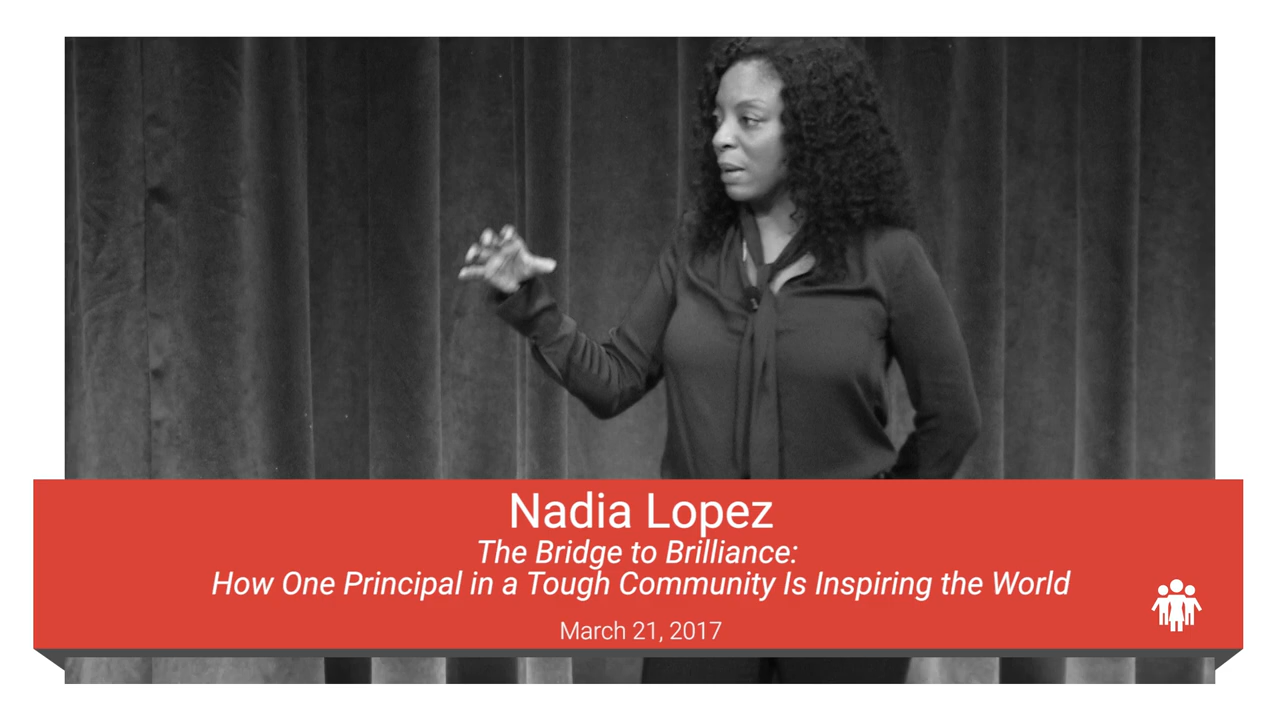 Nadia Lopez
The Bridge to Brilliance:
How One Principal in a Tough Community Is Inspiring the World
March 21, 2017